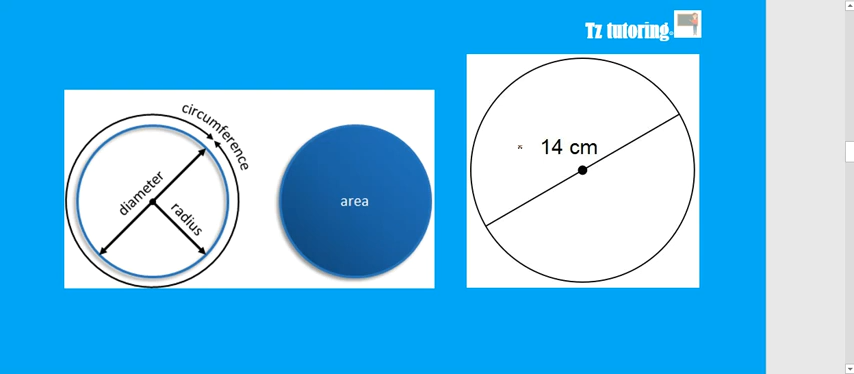 Tz tutoring
circumference
diameter
radius
area
14 cm